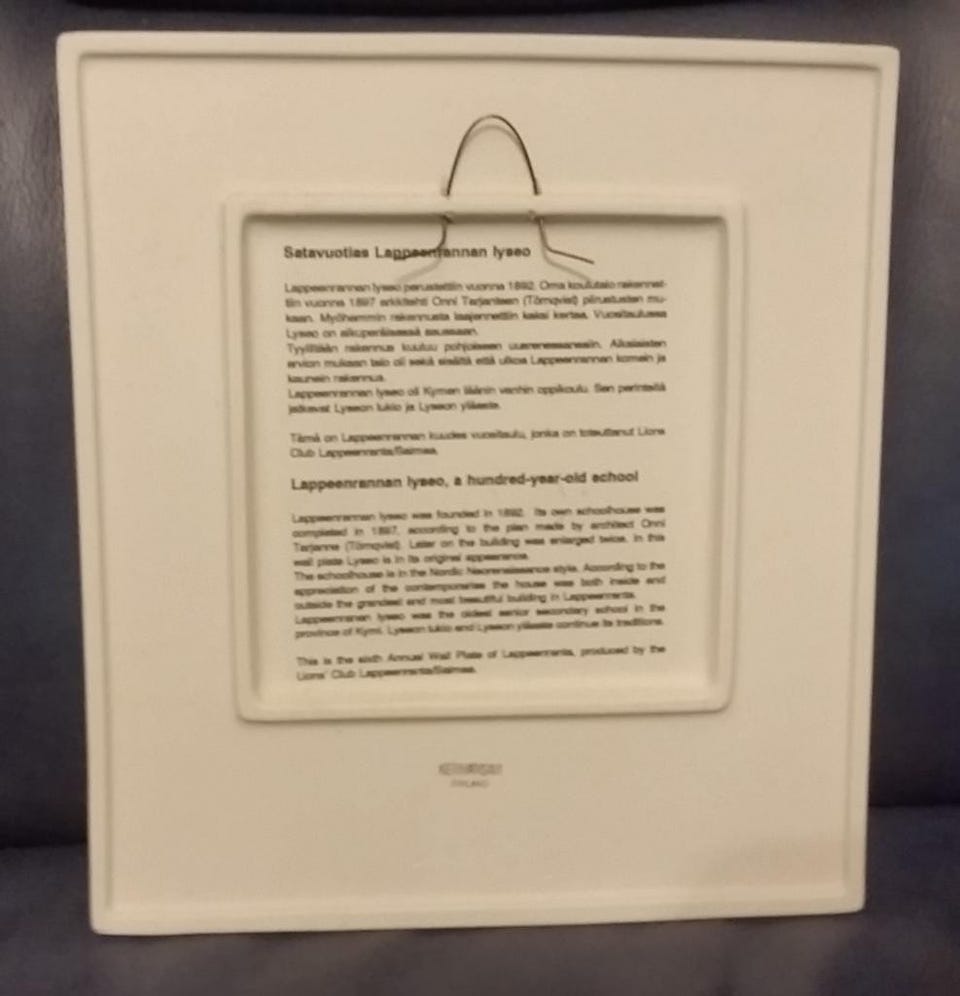 Satavuotias Lappeenrannan lyseo
Lappeenrannan lyseo perustettiin vuonna 1892. Oma koulutalo rakennet-
tiin vuonna 1897 arkkitehti Onni Tarjanteen (Törnqvist) piirustusten mu-
kaan. Myöhemmin rakennusta laajennettiin kaksi kertaa. Vuositaulussa
Lyseo on alkuperäisessä asussaan.
Tyyliltään rakennus kuuluu pohjoiseen uusrenessanssiin. Aikalaisten
arvion mukaan talo oli sekä sisältä että ulkoa Lappeenrannan komein ja
kaunein rakennus.
Lappeenrannan lyseo oli Kymen läänin vanhin oppikoulu. Sen perinteitä
jatkavat Lyseon lukio ja Lyseon yläaste.
Tämä on Lappeenrannan kuudes vuositaulu, jonka on toteuttanut Lions
Club Lappeenranta/Saimaa.
Lappeenrannan lyseo, a hundred-year-old school
Lappeenrannan lyseo was founded in 1892. Its own schoolhouse was
completed in 1897, according to the plan made by architect Onni
Tarjanne (Törnqvist). Later on the building was enlarged twice. In this
wall plate Lyseo is in its original appearance.
The schoolhouse is in the Nordic Neorenaissance style. According to the
appreciation of the contemporaries the house was both inside and
outside the grandest and most beautiful building in Lappeenranta.
Lappeenrannan lyseo was the oldest senior secondary school in the
province of Kymi. Lyseon lukio and Lyseon yläaste continue its traditions.
This is the sixth Annual Wall Plate of Lappeenranta, produced by the
Lions' Club Lappeenranta/Saimaa.
FINLAND